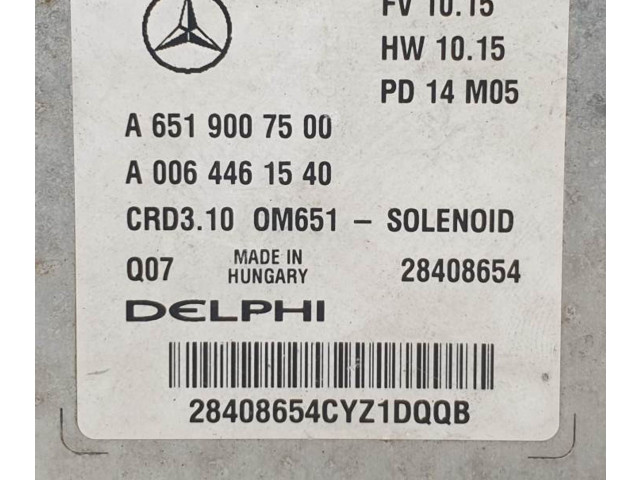 FV 10.15
HW 10.15
PD 14 M05
A 651 900 75 00
A 006 446 15 40
CRD3.10 OM651 – SOLENOID
Q07 MADE IN HUNGARY 28408654
DELPHI
28408654CYZ1DQQB